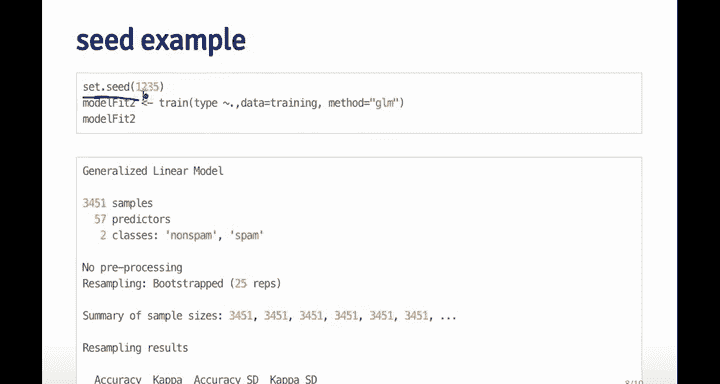 seed example
set.seed(1235)
modelFit2 <- train(type ~.,data=training, method="glm")
modelFit2
Generalized Linear Model
3451 samples
57 predictors
2 classes: 'nonspam', 'spam'
No pre-processing
Resampling: Bootstrapped (25 reps)
Summary of sample sizes: 3451, 3451, 3451, 3451, 3451, 3451, ...
Resampling results
Accuracy Kappa Accuracy SD Kappa SD